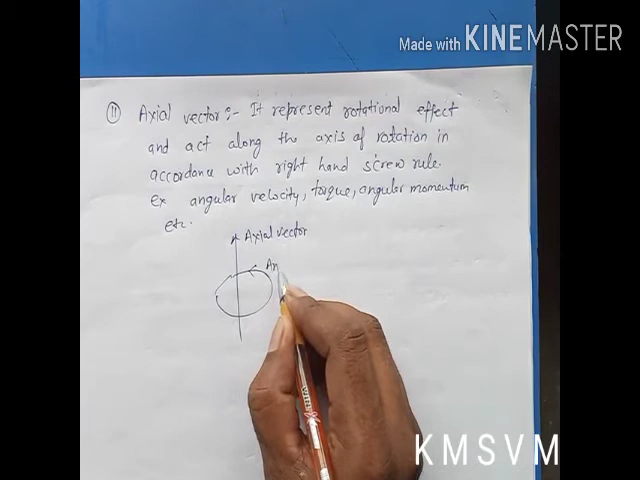 Made with KINEMASTER
(11) Axial vector :- It represent rotational effect
and act along the axis of rotation in
accordance with right hand screw rule.
ex angular velocity, torque, angular momentum
etc.
Axial vector
An
KMSVM